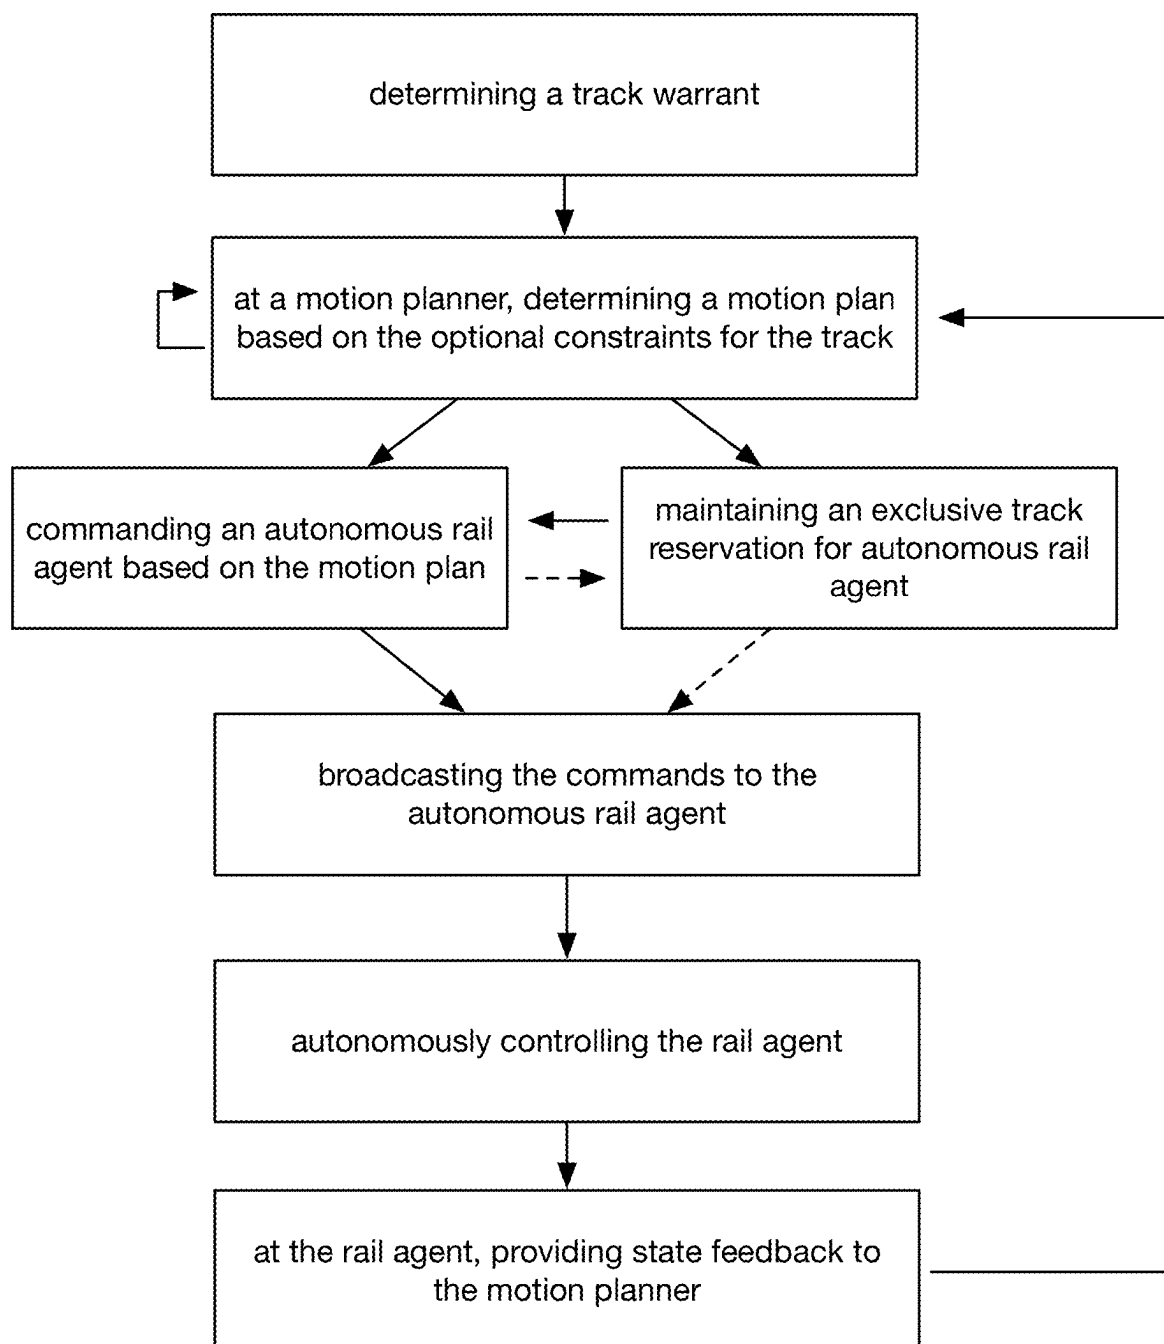 determining a track warrant
at a motion planner, determining a motion plan
based on the optional constraints for the track
commanding an autonomous rail
agent based on the motion plan
maintaining an exclusive track
reservation for autonomous rail
agent
broadcasting the commands to the
autonomous rail agent
autonomously controlling the rail agent
at the rail agent, providing state feedback to
the motion planner